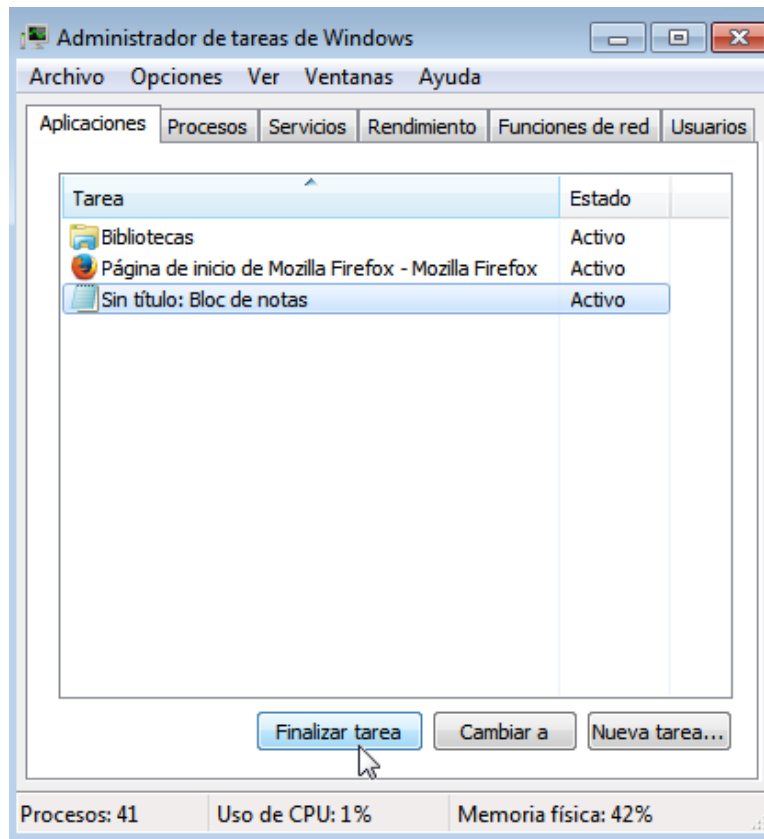 Administrador de tareas de Windows
Archivo Opciones Ver Ventanas Ayuda
Aplicaciones Procesos Servicios Rendimiento Funciones de red Usuarios
Tarea Estado
Bibliotecas Activo
Página de inicio de Mozilla Firefox - Mozilla Firefox Activo
Sin título: Bloc de notas Activo
Finalizar tarea Cambiar a Nueva tarea...
Procesos: 41 Uso de CPU: 1% Memoria física: 42%